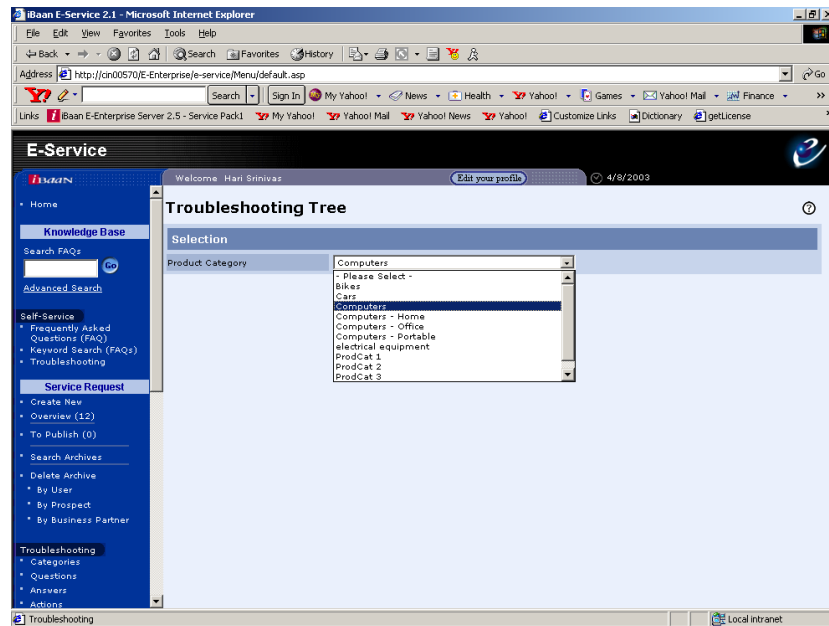 iBaan E-Service 2.1 - Microsoft Internet Explorer
File Edit View Favorites Tools Help
Back Search Favorites History
Address http://cin00570/E-Enterprise/e-service/Menu/default.asp Go
Y! Search Sign In My Yahoo! News Health Yahoo! Games Yahoo! Mail Finance »
Links iBaan E-Enterprise Server 2.5 - Service Pack1 My Yahoo! Yahoo! Mail Yahoo! News Yahoo! Customize Links Dictionary getLicense
E-Service
iBaan Welcome Hari Srinivas Edit your profile 4/8/2003
Home
Knowledge Base
Search FAQs
Go
Advanced Search
Self-Service
Frequently Asked
Questions (FAQ)
Keyword Search (FAQs)
Troubleshooting
Service Request
Create New
Overview (12)
To Publish (0)
Search Archives
Delete Archive
By User
By Prospect
By Business Partner
Troubleshooting
Categories
Questions
Answers
Actions
Troubleshooting Tree ?
Selection
Product Category Computers
- Please Select -
Bikes
Cars
Computers
Computers - Home
Computers - Office
Computers - Portable
electrical equipment
ProdCat 1
ProdCat 2
ProdCat 3
Troubleshooting Local intranet